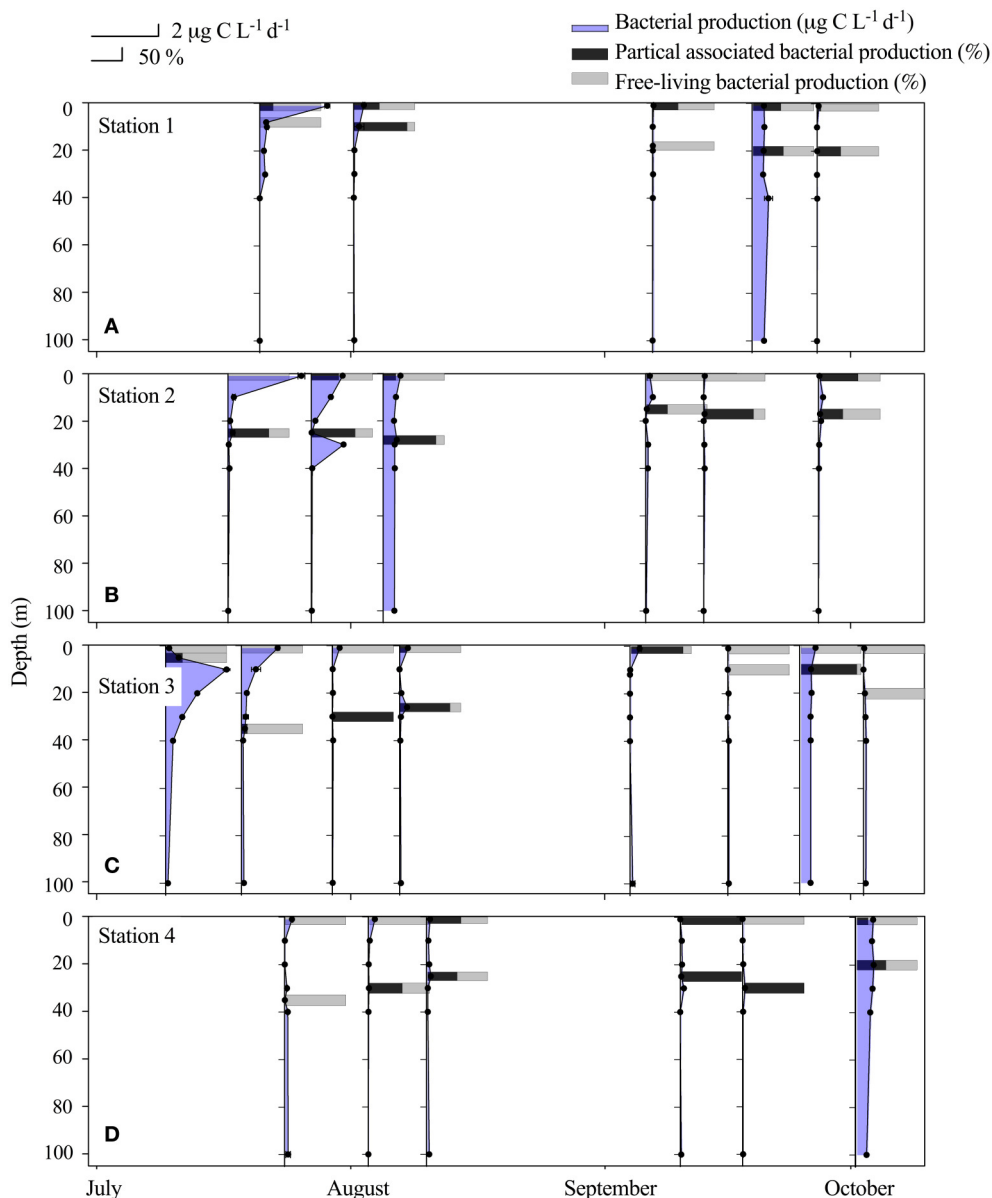 2 µg C L⁻¹ d⁻¹
50 %
Bacterial production (µg C L⁻¹ d⁻¹)
Partical associated bacterial production (%)
Free-living bacterial production (%)
Depth (m)
0
20
40
60
80
100
Station 1
A
0
20
40
60
80
100
Station 2
B
0
20
40
60
80
100
Station 3
C
0
20
40
60
80
100
Station 4
D
July August September October